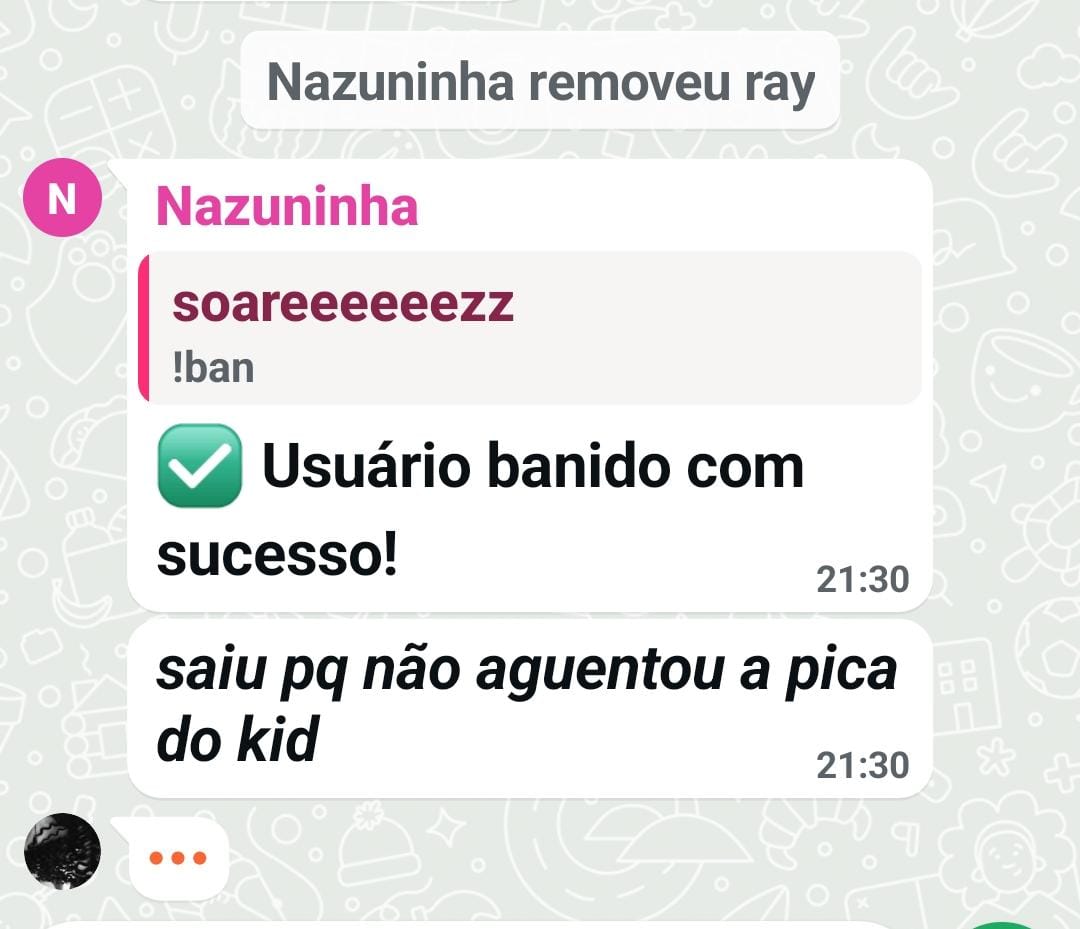 Nazuninha removeu ray
N
Nazuninha
soareeeeeezz
!ban
✅ Usuário banido com
sucesso!
21:30
saiu pq não aguentou a pica
do kid
21:30